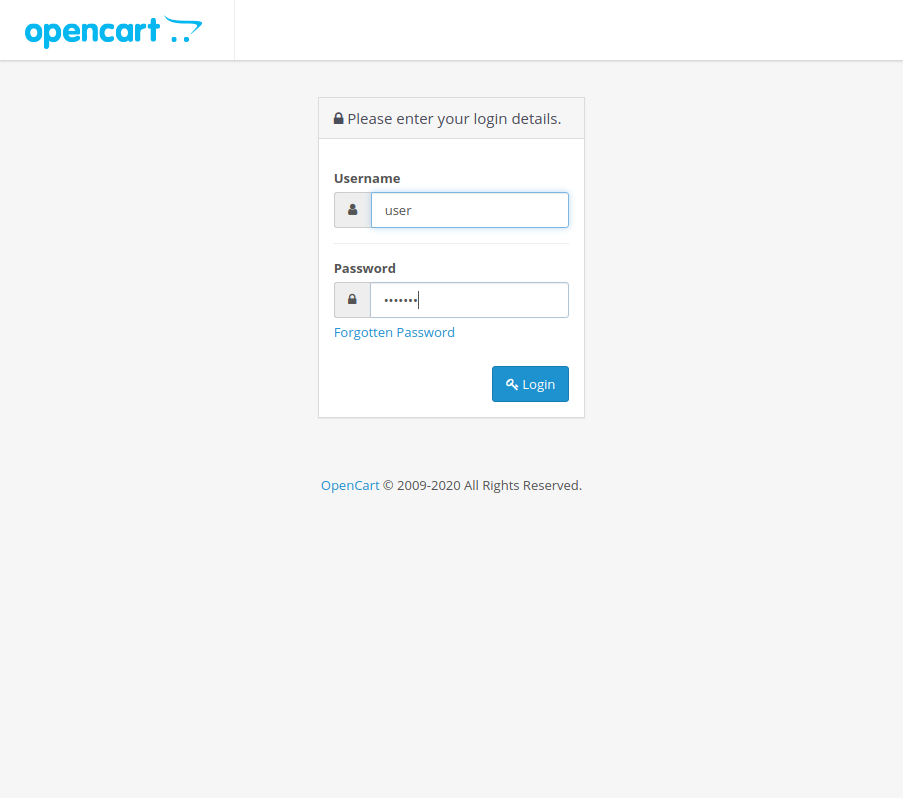 opencart
Please enter your login details.
Username
user
Password
•••••••
Forgotten Password
Login
OpenCart © 2009-2020 All Rights Reserved.